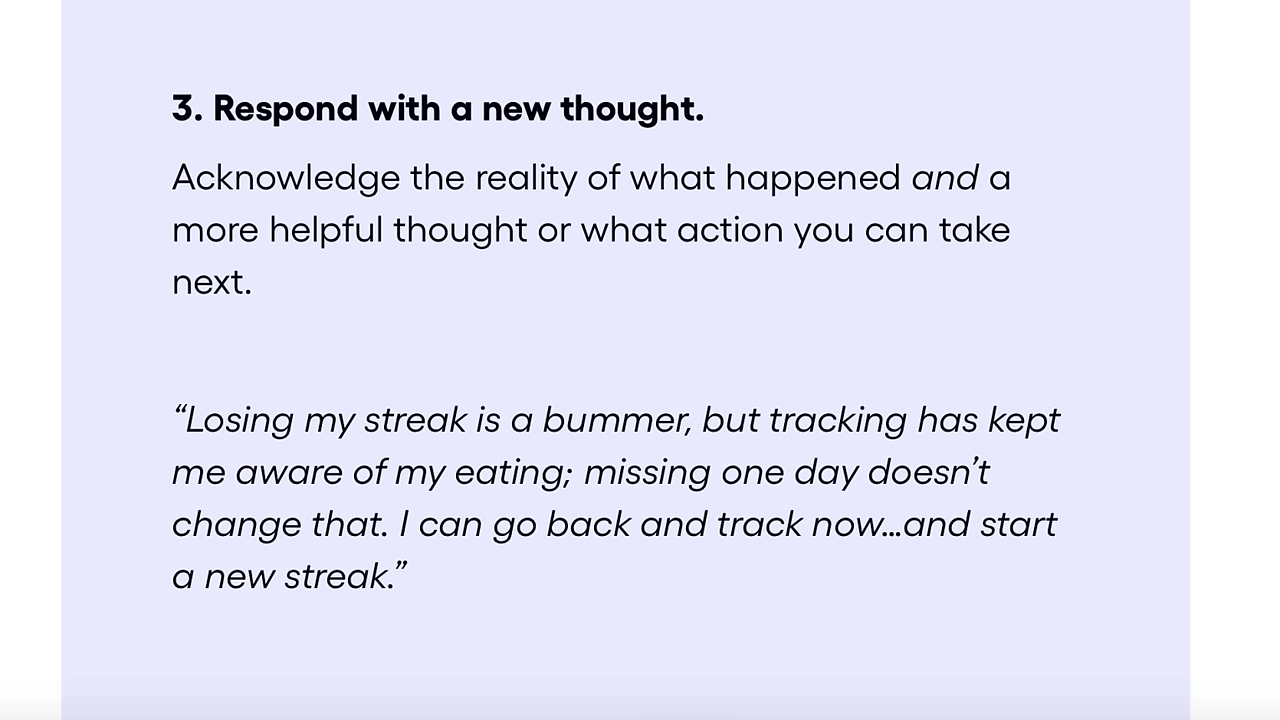 3. Respond with a new thought.
Acknowledge the reality of what happened and a
more helpful thought or what action you can take
next.
“Losing my streak is a bummer, but tracking has kept
me aware of my eating; missing one day doesn’t
change that. I can go back and track now...and start
a new streak.”